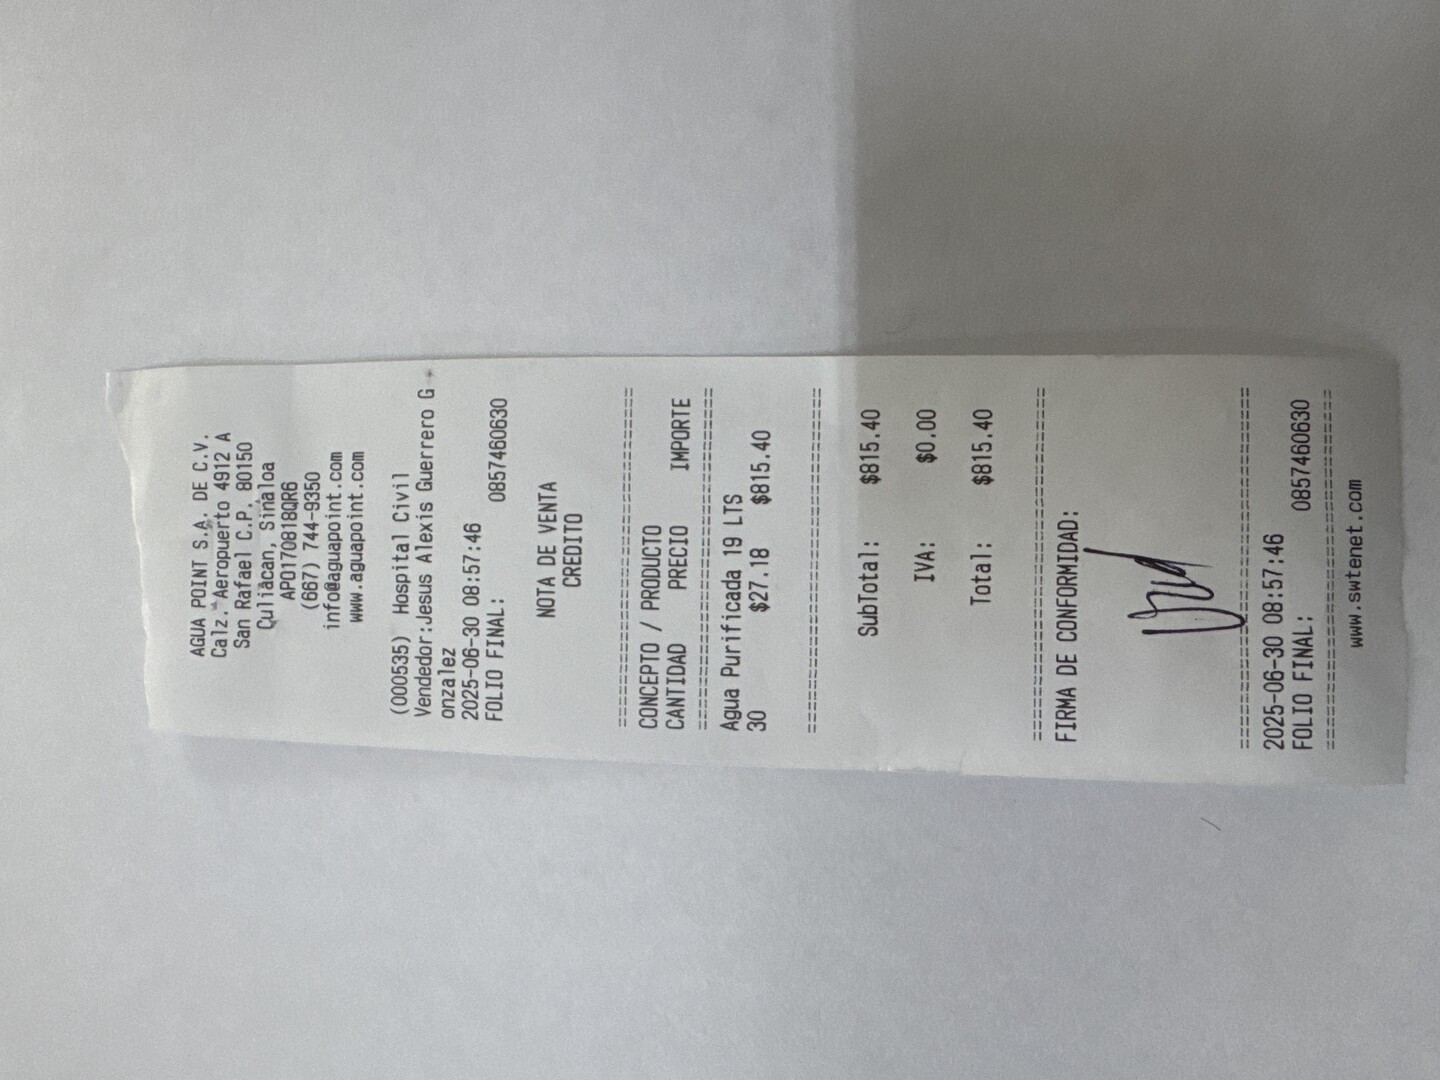 AGUA POINT S.A. DE C.V.
Calz. Aeropuerto 4912 A
San Rafael C.P. 80150
Culiacan, Sinaloa
APO170818QR6
(667) 744-9350
info@aguapoint.com
www.aguapoint.com
(000535) Hospital Civil
Vendedor:Jesus Alexis Guerrero G
onzalez
2025-06-30 08:57:46
FOLIO FINAL: 0857460630
NOTA DE VENTA
CREDITO
================================
CONCEPTO / PRODUCTO
CANTIDAD PRECIO IMPORTE
================================
Agua Purificada 19 LTS
30 $27.18 $815.40
================================
SubTotal: $815.40
IVA: $0.00
Total: $815.40
================================
FIRMA DE CONFORMIDAD:
================================
2025-06-30 08:57:46
FOLIO FINAL: 0857460630
================================
www.swtenet.com